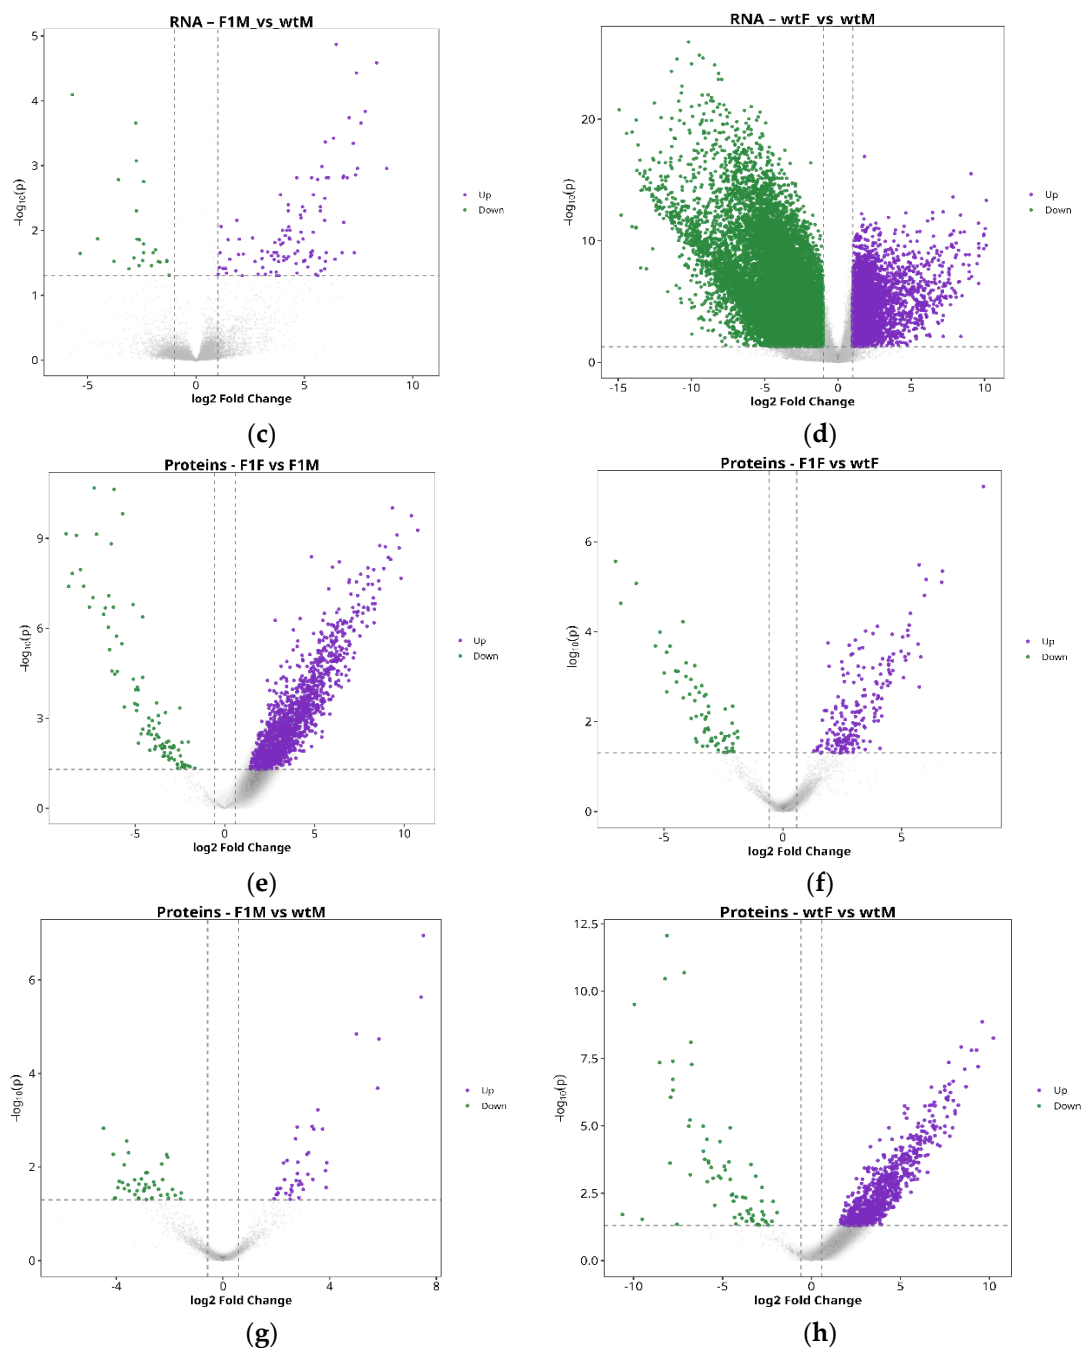 RNA – F1M_vs_wtM
5
4
3
2
1
0
-log10(p)
-5
0
5
10
log2 Fold Change
Up
Down
(c)
RNA – wtF_vs_wtM
20
10
0
-log10(p)
-15
-10
-5
0
5
10
log2 Fold Change
Up
Down
(d)
Proteins - F1F vs F1M
9
6
3
0
-log10(p)
-5
0
5
10
log2 Fold Change
Up
Down
(e)
Proteins - F1F vs wtF
6
4
2
0
log10(p)
-5
0
5
log2 Fold Change
Up
Down
(f)
Proteins - F1M vs wtM
6
4
2
0
-log10(p)
-4
0
4
8
log2 Fold Change
Up
Down
(g)
Proteins - wtF vs wtM
12.5
10.0
7.5
5.0
2.5
0.0
-log10(p)
-10
-5
0
5
10
log2 Fold Change
Up
Down
(h)